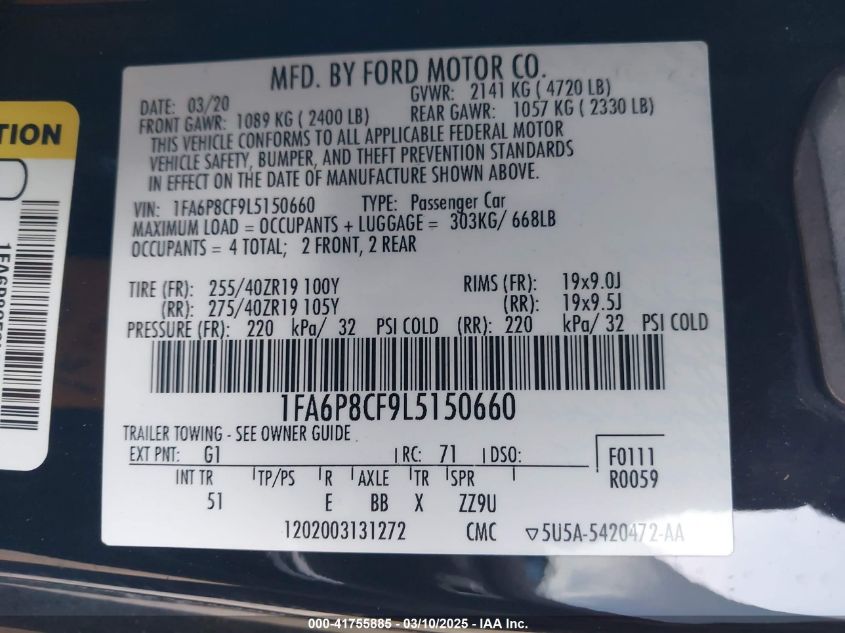 MFD. BY FORD MOTOR CO.
DATE: 03/20 GVWR: 2141 KG ( 4720 LB)
FRONT GAWR: 1089 KG ( 2400 LB) REAR GAWR: 1057 KG ( 2330 LB)
THIS VEHICLE CONFORMS TO ALL APPLICABLE FEDERAL MOTOR
VEHICLE SAFETY, BUMPER, AND THEFT PREVENTION STANDARDS
IN EFFECT ON THE DATE OF MANUFACTURE SHOWN ABOVE.
VIN: 1FA6P8CF9L5150660 TYPE: Passenger Car
MAXIMUM LOAD = OCCUPANTS + LUGGAGE = 303KG/ 668LB
OCCUPANTS = 4 TOTAL; 2 FRONT, 2 REAR
TIRE (FR): 255/40ZR19 100Y RIMS (FR): 19x9.0J
(RR): 275/40ZR19 105Y (RR): 19x9.5J
PRESSURE (FR): 220 kPa/ 32 PSI COLD (RR): 220 kPa/ 32 PSI COLD
1FA6P8CF9L5150660
TRAILER TOWING - SEE OWNER GUIDE
EXT PNT: G1 RC: 71 DSO: F0111
R0059
INT TR TP/PS R AXLE TR SPR
51 E BB X ZZ9U
1202003131272 CMC ▽5U5A-5420472-AA
000-41755885 - 03/10/2025 - IAA Inc.